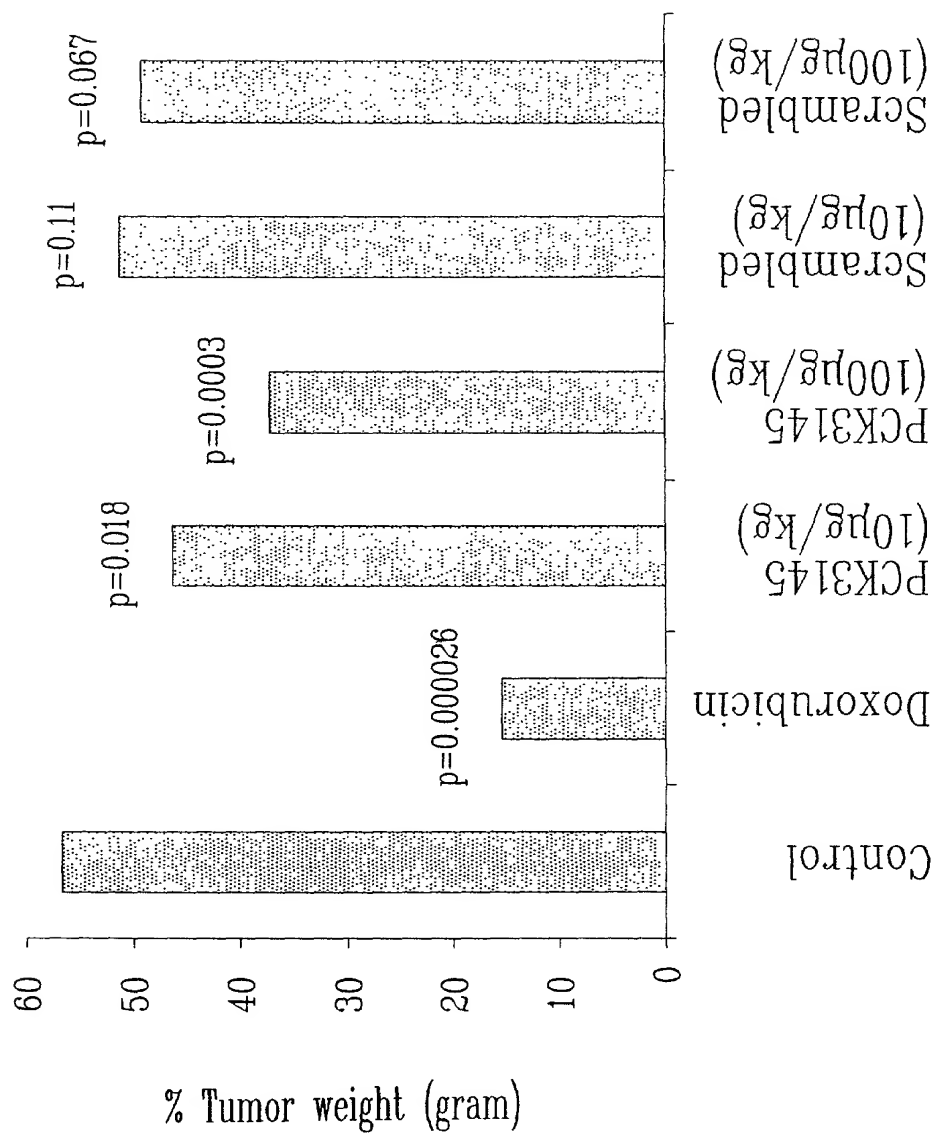 % Tumor weight (gram)
60
50
40
30
20
10
0
p=0.000026
p=0.018
p=0.0003
p=0.11
p=0.067
Control
Doxorubicin
PCK3145
(10µg/kg)
PCK3145
(100µg/kg)
Scrambled
(10µg/kg)
Scrambled
(100µg/kg)